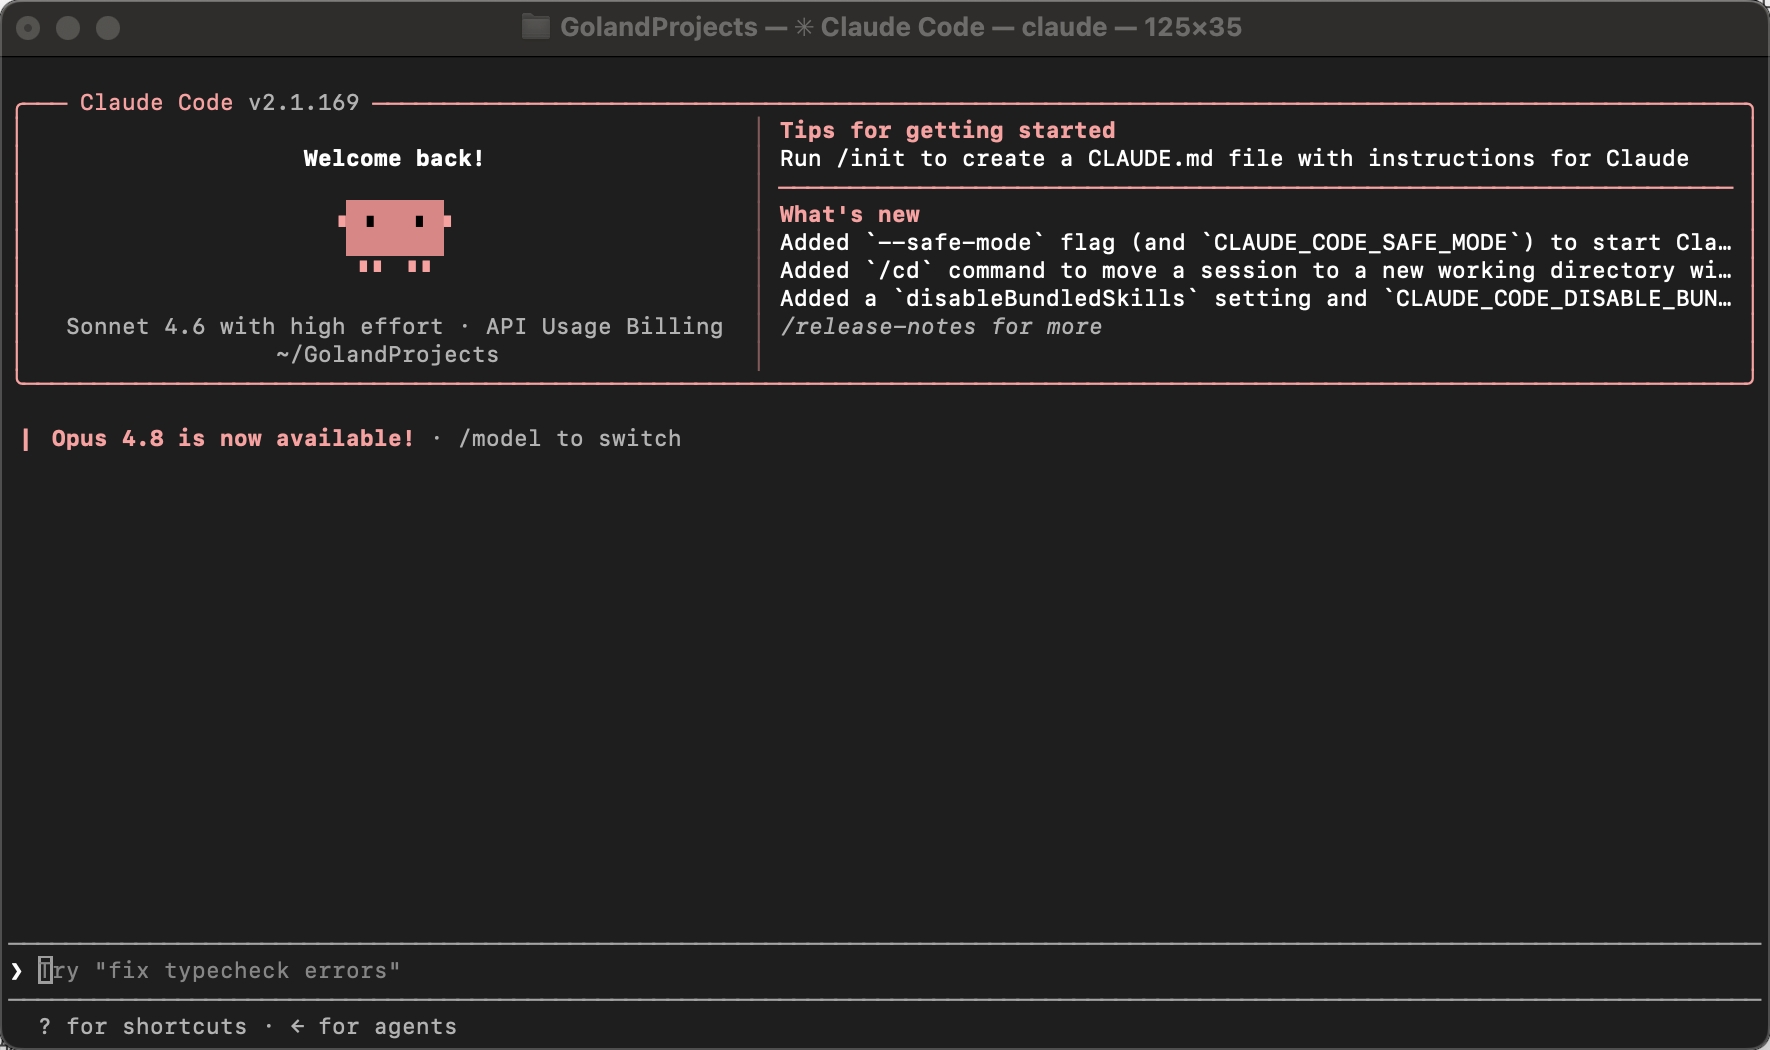 GolandProjects — ✳ Claude Code — claude — 125×35
Claude Code v2.1.169
Welcome back!
Sonnet 4.6 with high effort · API Usage Billing
~/GolandProjects
Tips for getting started
Run /init to create a CLAUDE.md file with instructions for Claude
What's new
Added `--safe-mode` flag (and `CLAUDE_CODE_SAFE_MODE`) to start Cla…
Added `/cd` command to move a session to a new working directory wi…
Added a `disableBundledSkills` setting and `CLAUDE_CODE_DISABLE_BUN…
/release-notes for more
Opus 4.8 is now available! · /model to switch
❯ Try "fix typecheck errors"
? for shortcuts · ← for agents